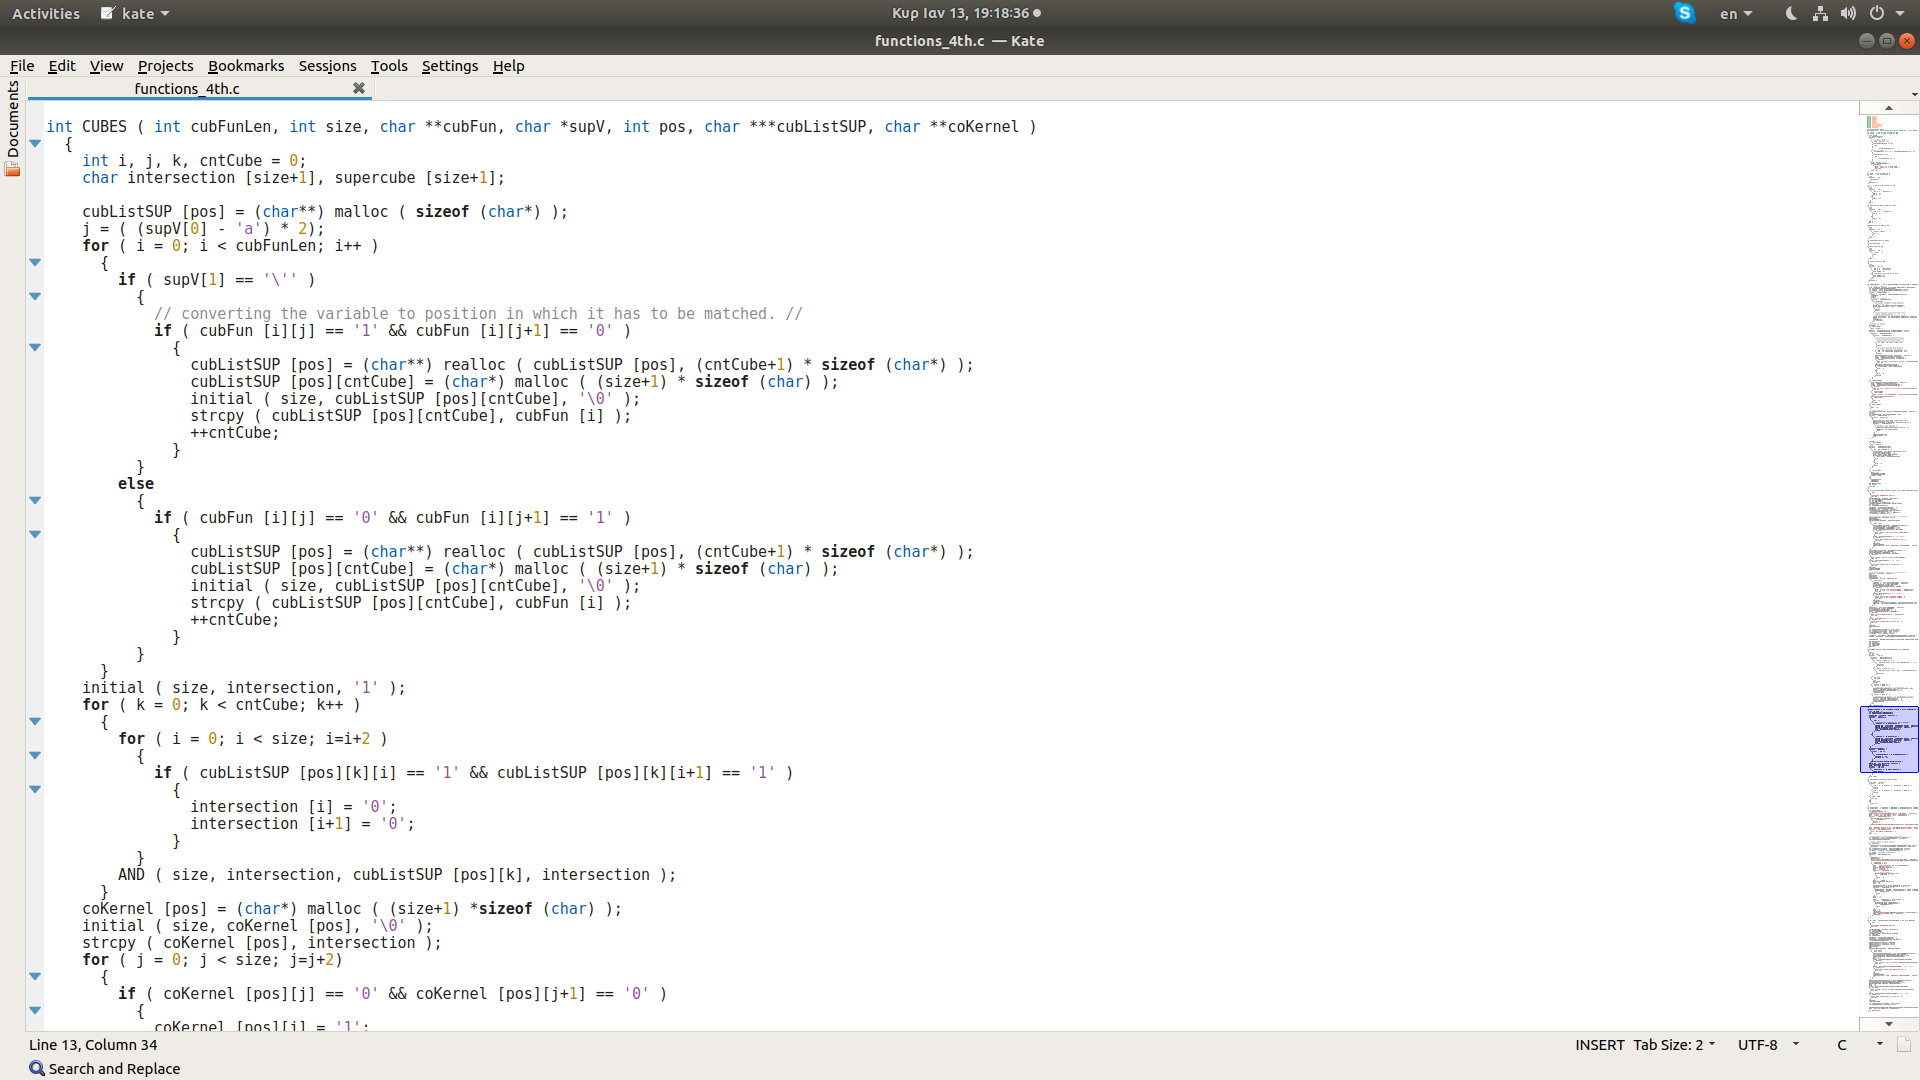 Activities kate Κυρ Ιαν 13, 19:18:36 en
functions_4th.c — Kate
File Edit View Projects Bookmarks Sessions Tools Settings Help
Documents
functions_4th.c
int CUBES ( int cubFunLen, int size, char **cubFun, char *supV, int pos, char ***cubListSUP, char **coKernel )
{
int i, j, k, cntCube = 0;
char intersection [size+1], supercube [size+1];
cubListSUP [pos] = (char**) malloc ( sizeof (char*) );
j = ( (supV[0] - 'a') * 2);
for ( i = 0; i < cubFunLen; i++ )
{
if ( supV[1] == '\'' )
{
// converting the variable to position in which it has to be matched. //
if ( cubFun [i][j] == '1' && cubFun [i][j+1] == '0' )
{
cubListSUP [pos] = (char**) realloc ( cubListSUP [pos], (cntCube+1) * sizeof (char*) );
cubListSUP [pos][cntCube] = (char*) malloc ( (size+1) * sizeof (char) );
initial ( size, cubListSUP [pos][cntCube], '\0' );
strcpy ( cubListSUP [pos][cntCube], cubFun [i] );
++cntCube;
}
}
else
{
if ( cubFun [i][j] == '0' && cubFun [i][j+1] == '1' )
{
cubListSUP [pos] = (char**) realloc ( cubListSUP [pos], (cntCube+1) * sizeof (char*) );
cubListSUP [pos][cntCube] = (char*) malloc ( (size+1) * sizeof (char) );
initial ( size, cubListSUP [pos][cntCube], '\0' );
strcpy ( cubListSUP [pos][cntCube], cubFun [i] );
++cntCube;
}
}
}
initial ( size, intersection, '1' );
for ( k = 0; k < cntCube; k++ )
{
for ( i = 0; i < size; i=i+2 )
{
if ( cubListSUP [pos][k][i] == '1' && cubListSUP [pos][k][i+1] == '1' )
{
intersection [i] = '0';
intersection [i+1] = '0';
}
}
AND ( size, intersection, cubListSUP [pos][k], intersection );
}
coKernel [pos] = (char*) malloc ( (size+1) *sizeof (char) );
initial ( size, coKernel [pos], '\0' );
strcpy ( coKernel [pos], intersection );
for ( j = 0; j < size; j=j+2)
{
if ( coKernel [pos][j] == '0' && coKernel [pos][j+1] == '0' )
{
coKernel [pos][j] = '1';
Line 13, Column 34 INSERT Tab Size: 2 UTF-8 C
Search and Replace